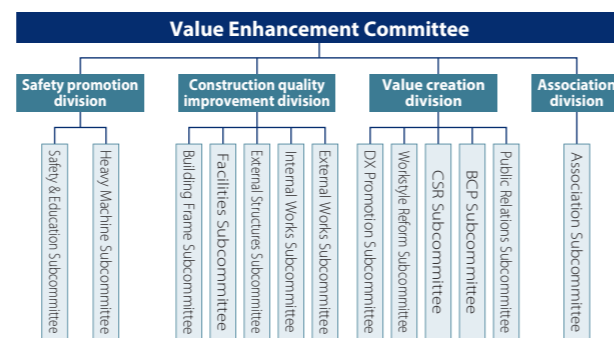 Value Enhancement Committee
Safety promotion
division
Construction quality
improvement division
Value creation
division
Association
division
Safety & Education Subcommittee
Heavy Machine Subcommittee
Building Frame Subcommittee
Facilities Subcommittee
External Structures Subcommittee
Internal Works Subcommittee
External Works Subcommittee
DX Promotion Subcommittee
Workstyle Reform Subcommittee
CSR Subcommittee
BCP Subcommittee
Public Relations Subcommittee
Association Subcommittee